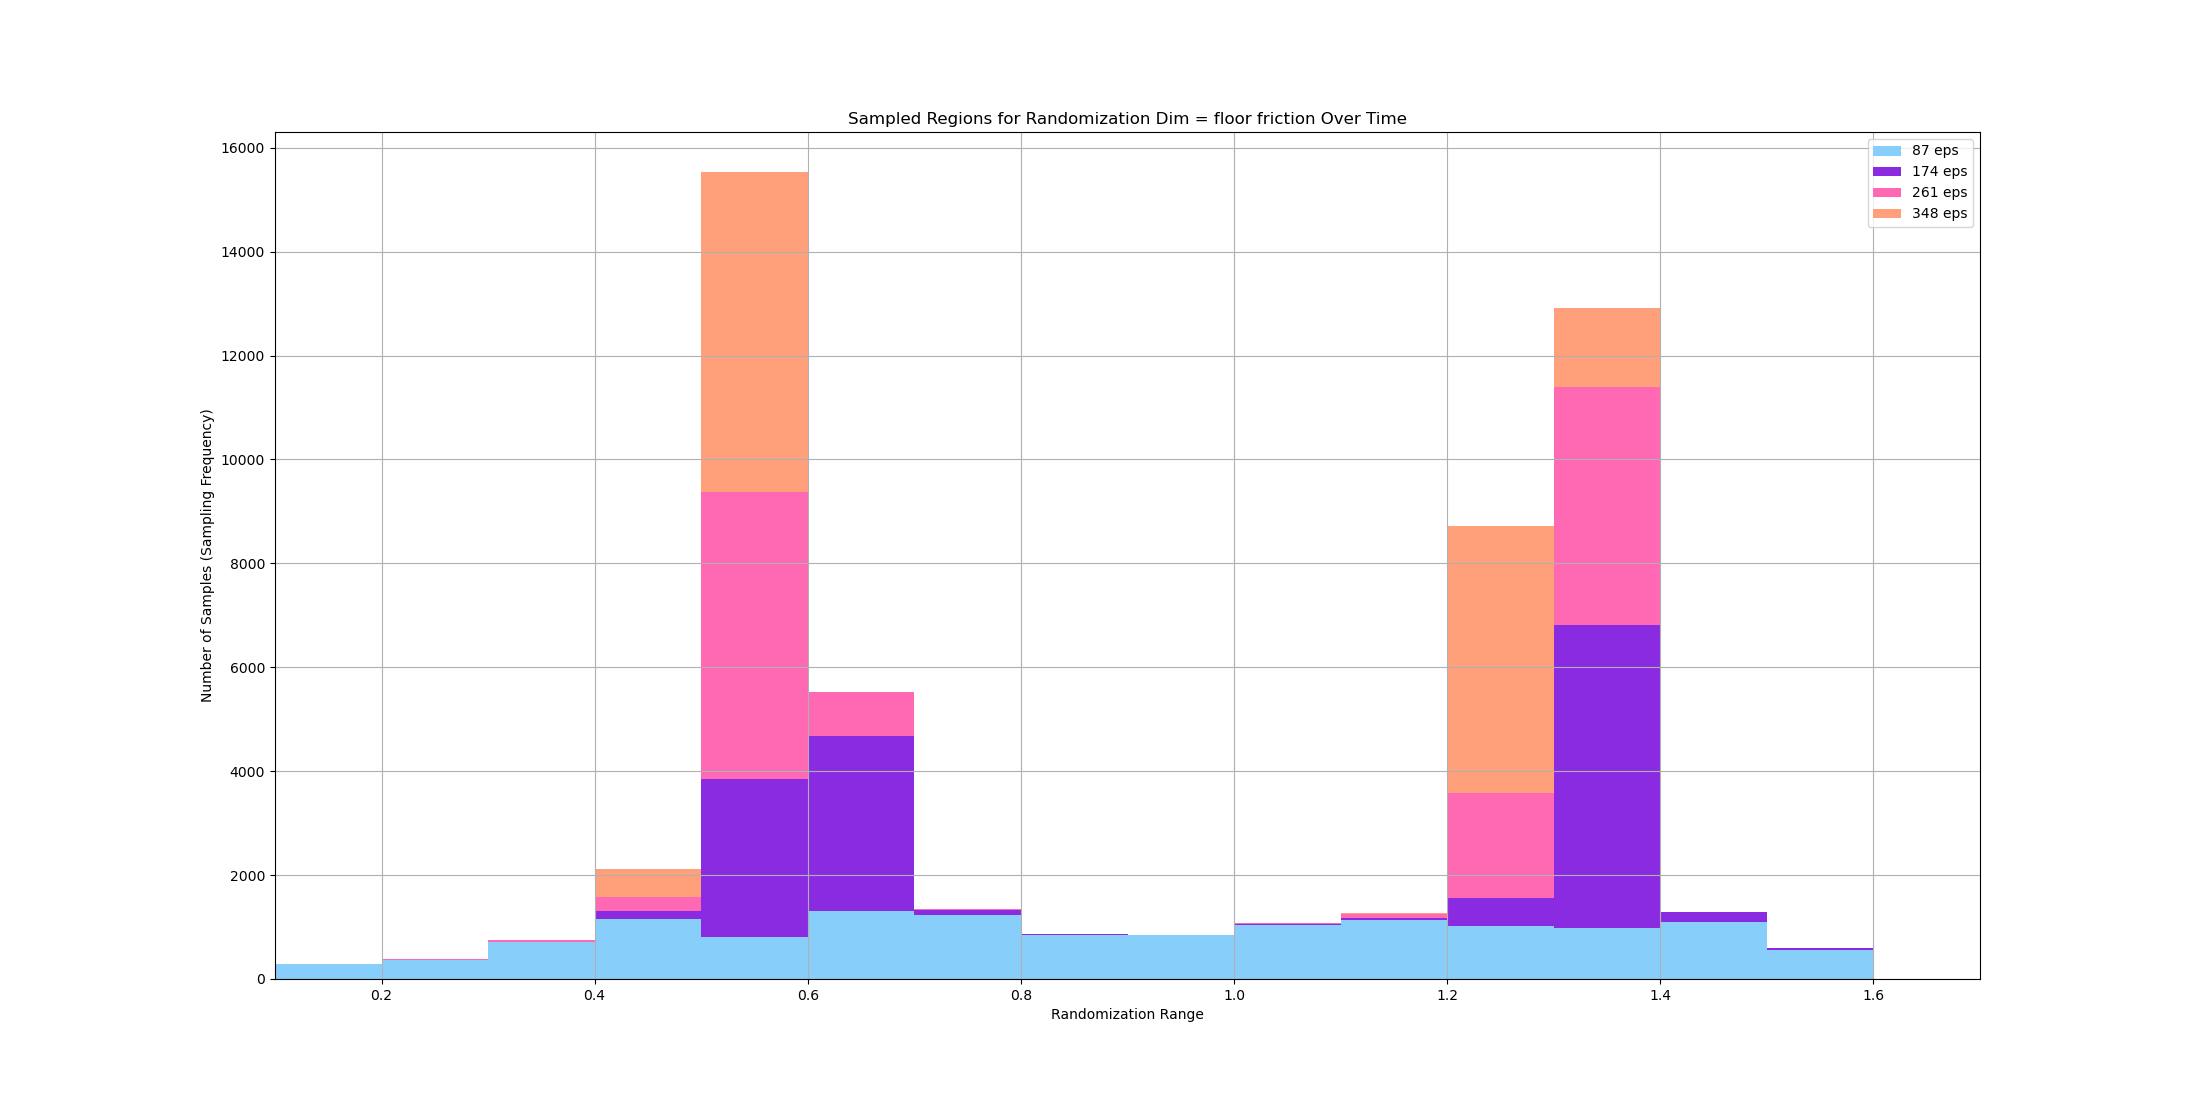 Sampled Regions for Randomization Dim = floor friction Over Time
87 eps
174 eps
261 eps
348 eps
16000
14000
12000
10000
8000
6000
4000
2000
0
Number of Samples (Sampling Frequency)
0.2 0.4 0.6 0.8 1.0 1.2 1.4 1.6
Randomization Range